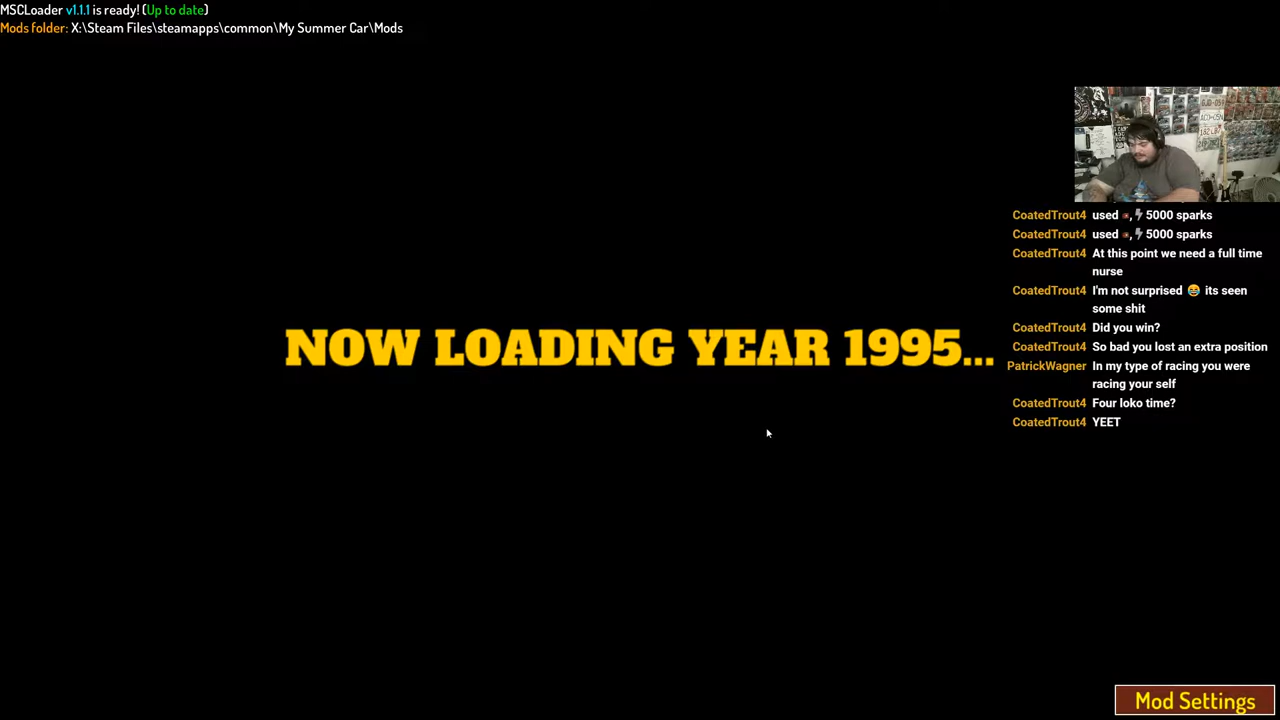 MSCLoader v1.1.1 is ready! (Up to date)
Mods folder: X:\Steam Files\steamapps\common\My Summer Car\Mods
CoatedTrout4 used , 5000 sparks
CoatedTrout4 used , 5000 sparks
CoatedTrout4 At this point we need a full time
nurse
CoatedTrout4 I'm not surprised 😂 its seen
some shit
CoatedTrout4 Did you win?
CoatedTrout4 So bad you lost an extra position
PatrickWagner In my type of racing you were
racing your self
CoatedTrout4 Four loko time?
CoatedTrout4 YEET
NOW LOADING YEAR 1995...
Mod Settings